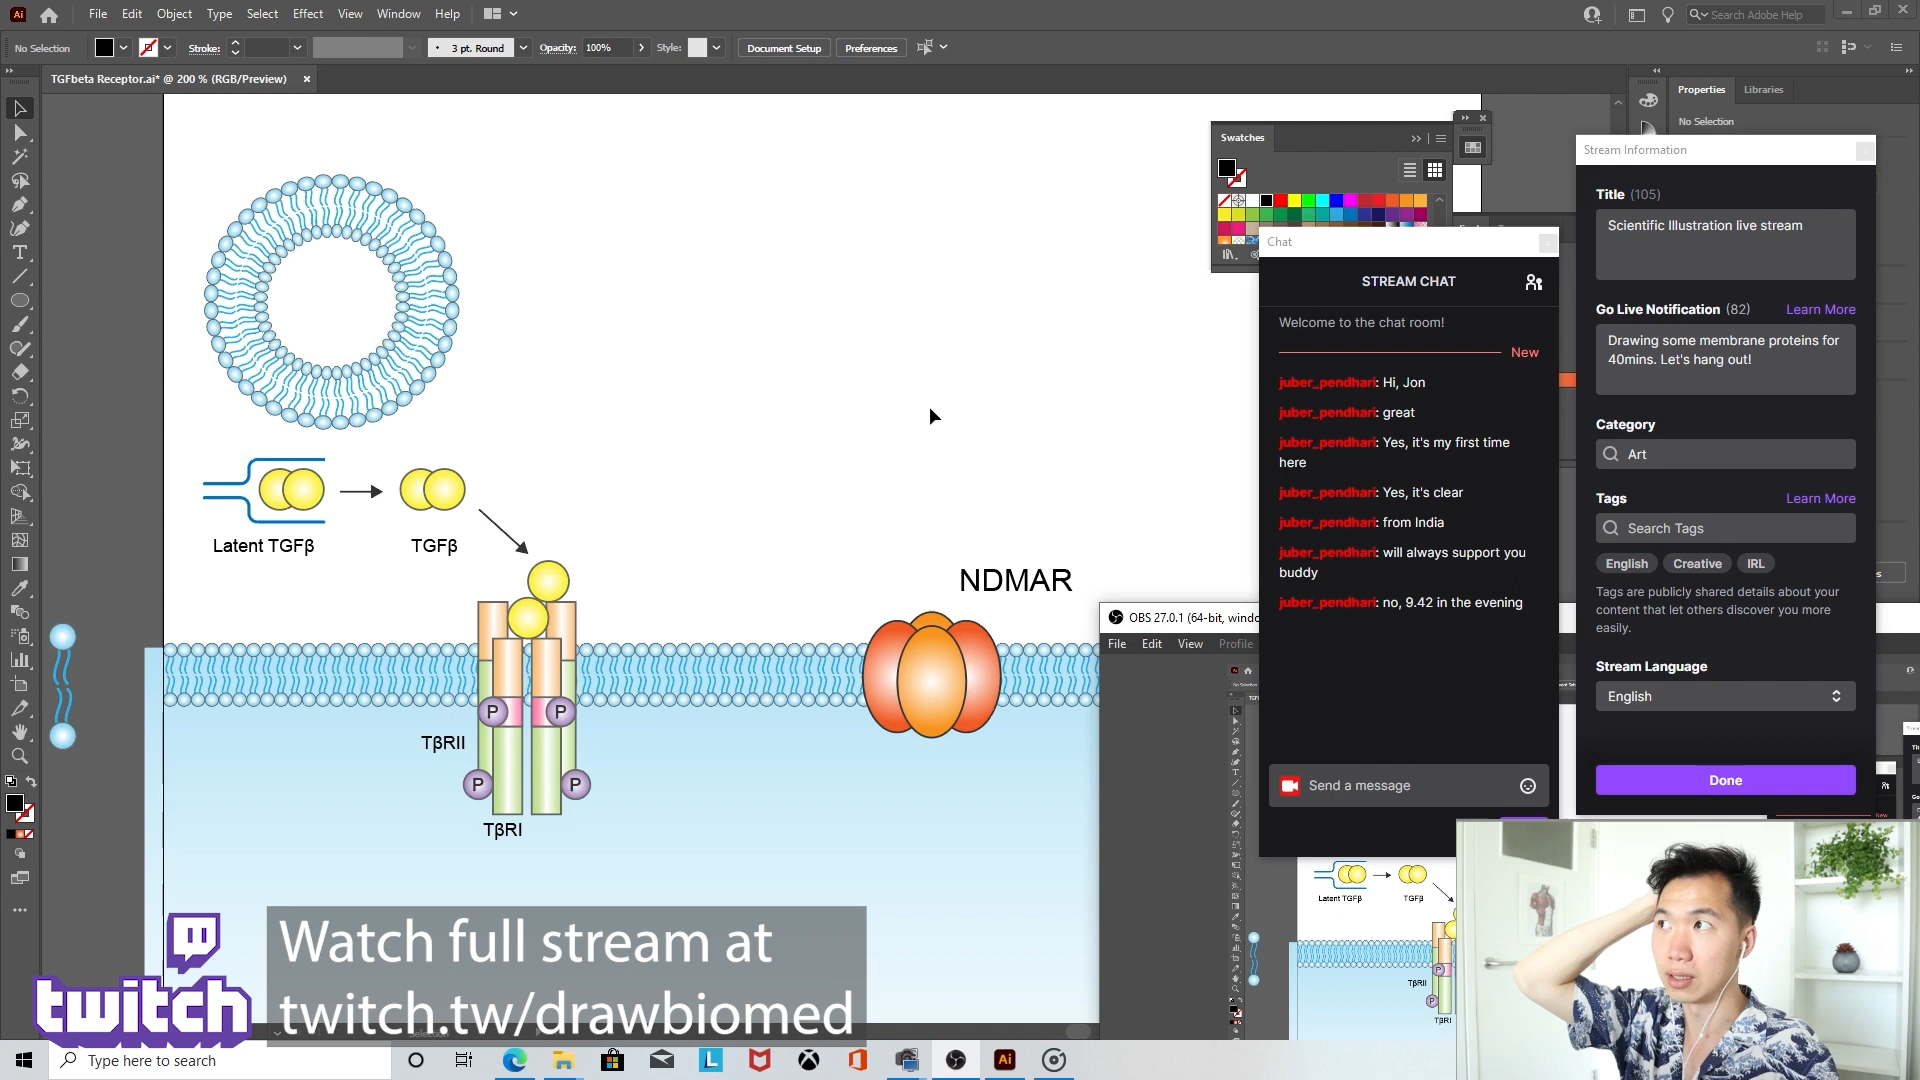 Ai
File Edit Object Type Select Effect View Window Help
Search Adobe Help
No Selection
Stroke:
3 pt. Round
Opacity: 100%
Style:
Document Setup
Preferences
TGFbeta Receptor.ai* @ 200 % (RGB/Preview)
Properties
Libraries
No Selection
Swatches
Stream Information
Title (105)
Scientific Illustration live stream
Go Live Notification (82)
Learn More
Drawing some membrane proteins for
40mins. Let's hang out!
Category
Art
Tags
Learn More
Search Tags
English
Creative
IRL
Tags are publicly shared details about your
content that let others discover you more
easily.
Stream Language
English
Done
Chat
STREAM CHAT
Welcome to the chat room!
New
juber_pendhari: Hi, Jon
juber_pendhari: great
juber_pendhari: Yes, it's my first time
here
juber_pendhari: Yes, it's clear
juber_pendhari: from India
juber_pendhari: will always support you
buddy
juber_pendhari: no, 9.42 in the evening
Send a message
Latent TGFβ
TGFβ
NDMAR
TβRII
P
P
P
P
TβRI
OBS 27.0.1 (64-bit,
File Edit View Profile
Latent TGFβ
TGFβ
TβRII
P
P
TβRI
twitch
Watch full stream at
twitch.tw/drawbiomed
Type here to search
L
Ai